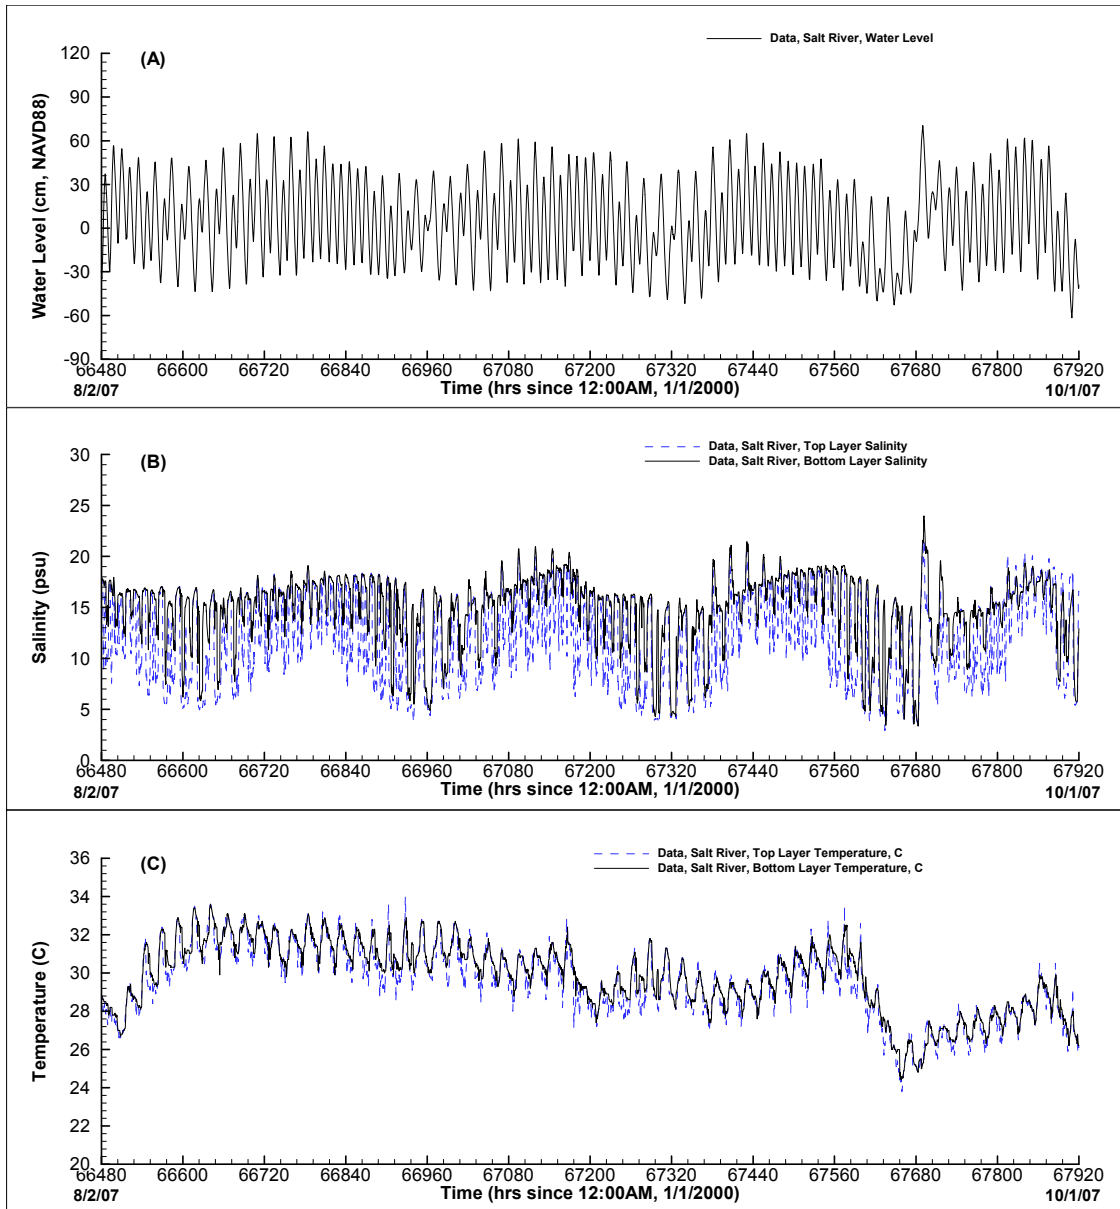 (A)
Data, Salt River, Water Level
Water Level (cm, NAVD88)
120
90
60
30
0
-30
-60
-90
66480 66600 66720 66840 66960 67080 67200 67320 67440 67560 67680 67800 67920
8/2/07 Time (hrs since 12:00AM, 1/1/2000) 10/1/07
(B)
Data, Salt River, Top Layer Salinity
Data, Salt River, Bottom Layer Salinity
Salinity (psu)
30
25
20
15
10
5
0
66480 66600 66720 66840 66960 67080 67200 67320 67440 67560 67680 67800 67920
8/2/07 Time (hrs since 12:00AM, 1/1/2000) 10/1/07
(C)
Data, Salt River, Top Layer Temperature, C
Data, Salt River, Bottom Layer Temperature, C
Temperature (C)
36
34
32
30
28
26
24
22
20
66480 66600 66720 66840 66960 67080 67200 67320 67440 67560 67680 67800 67920
8/2/07 Time (hrs since 12:00AM, 1/1/2000) 10/1/07